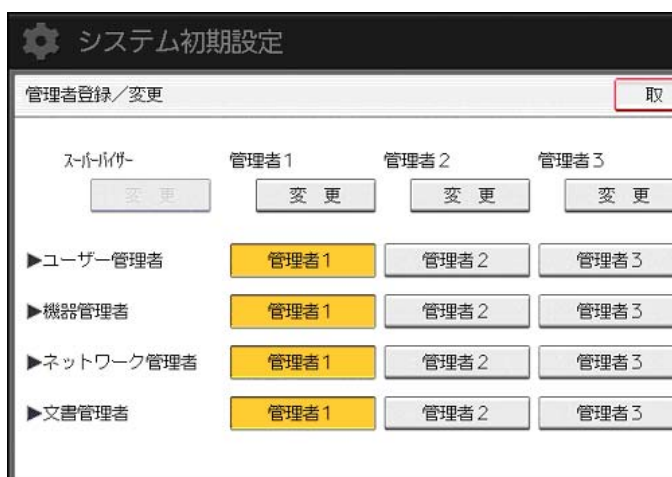 システム初期設定
管理者登録／変更
取
ｽｰﾊﾟｰﾊﾞｲｻﾞｰ 管理者1 管理者2 管理者3
変 更 変 更 変 更 変 更
▶ユーザー管理者 管理者1 管理者2 管理者3
▶機器管理者 管理者1 管理者2 管理者3
▶ネットワーク管理者 管理者1 管理者2 管理者3
▶文書管理者 管理者1 管理者2 管理者3